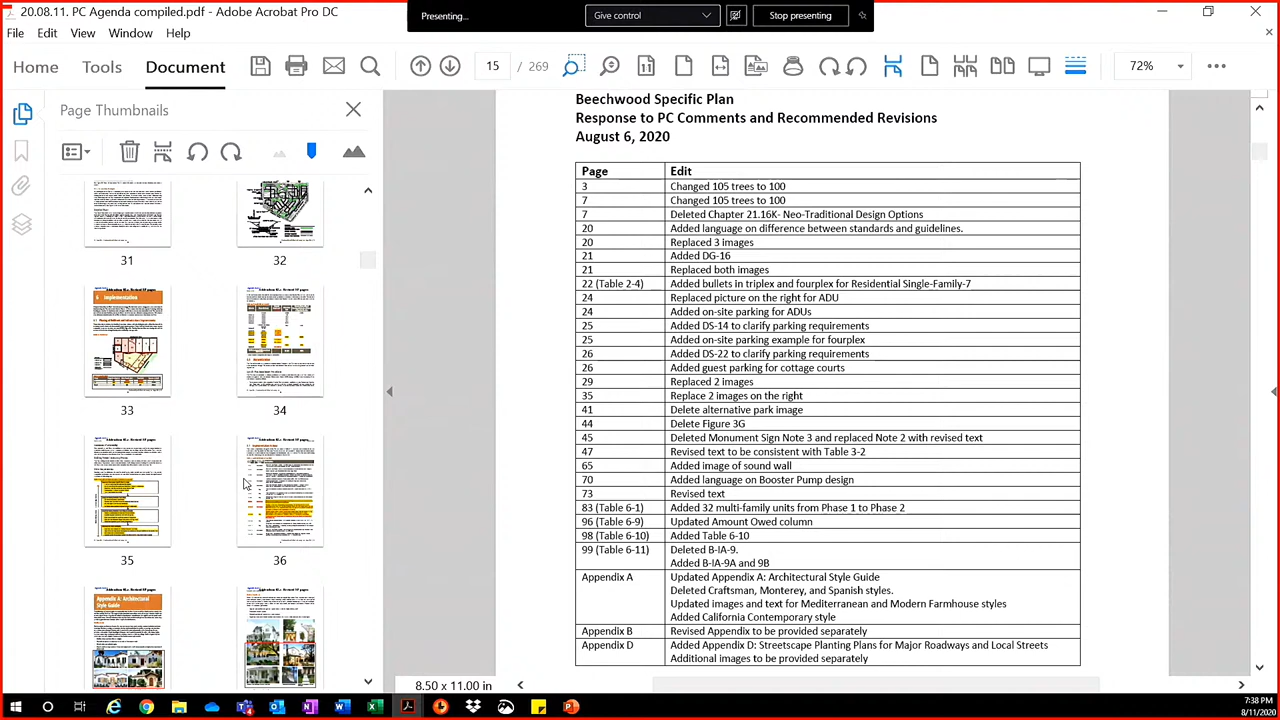 20.08.11. PC Agenda compiled.pdf - Adobe Acrobat Pro DC
Presenting...
Give control
Stop presenting
File Edit View Window Help
Home Tools Document
15 / 269
72%
Page Thumbnails
31
32
6 Implementation
33
34
35
36
Appendix A: Architectural
Style Guide
Beechwood Specific Plan
Response to PC Comments and Recommended Revisions
August 6, 2020
Page Edit
3 Changed 105 trees to 100
7 Changed 105 trees to 100
7 Deleted Chapter 21.16K- Neo-Traditional Design Options
20 Added language on difference between standards and guidelines.
20 Replaced 3 images
21 Added DG-16
21 Replaced both images
22 (Table 2-4) Added bullets in triplex and fourplex for Residential Single-Family-7
24 Replaced picture on the right for ADU
24 Added on-site parking for ADUs
25 Added DS-14 to clarify parking requirements
25 Added on-site parking example for fourplex
26 Added DS-22 to clarify parking requirements
26 Added guest parking for cottage courts
29 Replaced 2 images
35 Replace 2 images on the right
41 Delete alternative park image
44 Delete Figure 3G
45 Deleted Monument Sign Note 3 and replaced Note 2 with revised text
47 Revised text to be consistent with Table 3-2
65 Added image of sound wall
70 Added language on Booster Pump design
73 Revised text
83 (Table 6-1) Added 32 multi-family units from Phase 1 to Phase 2
96 (Table 6-9) Updated Amount Owed column
98 (Table 6-10) Added Table 6-10
99 (Table 6-11) Deleted B-IA-9.
Added B-IA-9A and 9B
Appendix A Updated Appendix A: Architectural Style Guide
Deleted Craftsman, Monterey, and Spanish styles.
Updated images and text for Mediterranean and Modern Farmhouse styles
Added California Contemporary style
Appendix B Revised Appendix to be provided separately
Appendix D Added Appendix D: Streetscape Planting Plans for Major Roadways and Local Streets
Additional images to be provided separately
8.50 x 11.00 in
7:38 PM
8/11/2020